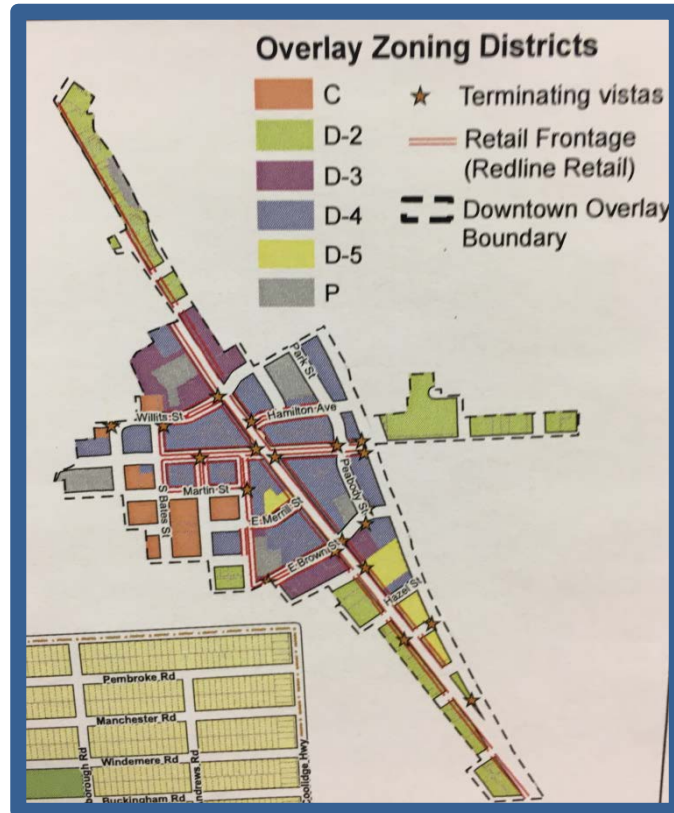 Overlay Zoning Districts
C
D-2
D-3
D-4
D-5
P
Terminating vistas
Retail Frontage
(Redline Retail)
Downtown Overlay
Boundary
Park St
Hamilton Ave
Willits St
Peabody St
Martin St
S Bates St
E Merrill St
E Brown St
Hazel St
Pembroke Rd
Manchester Rd
Windemere Rd
Buckingham Rd
borough Rd
Andrews Rd
Coolidge Hwy